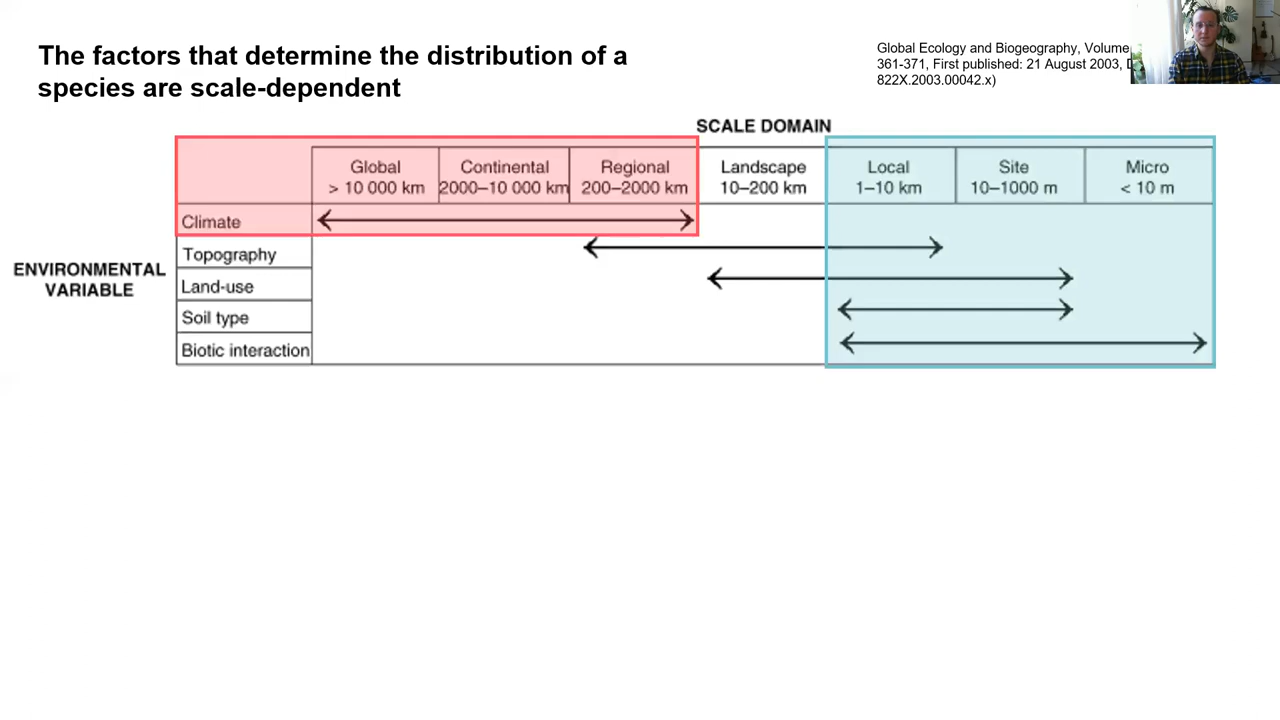 The factors that determine the distribution of a
species are scale-dependent
Global Ecology and Biogeography, Volume
361-371, First published: 21 August 2003,
822X.2003.00042.x)
SCALE DOMAIN
Global Continental Regional Landscape Local Site Micro
> 10 000 km 2000–10 000 km 200–2000 km 10–200 km 1–10 km 10–1000 m < 10 m
Climate
Topography
ENVIRONMENTAL
VARIABLE
Land-use
Soil type
Biotic interaction